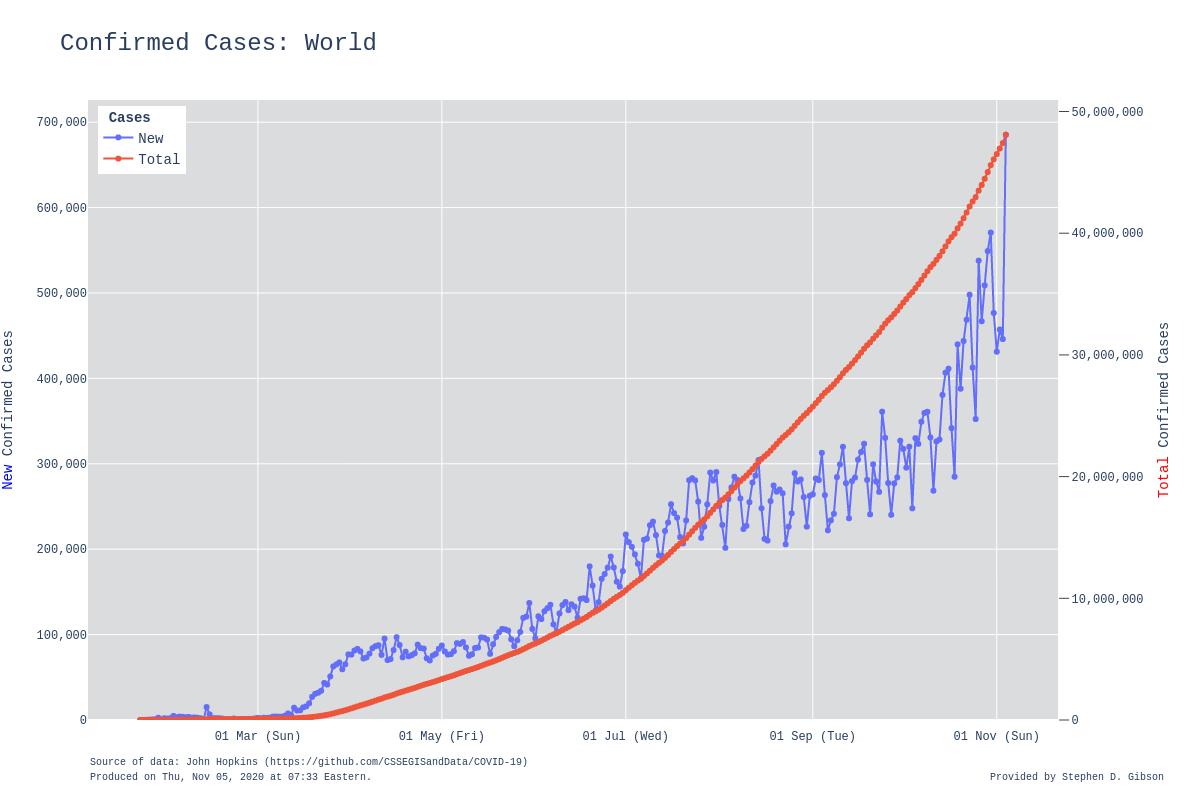 Confirmed Cases: World
Cases
New
Total
700,000
600,000
500,000
400,000
300,000
200,000
100,000
0
50,000,000
40,000,000
30,000,000
20,000,000
10,000,000
0
New Confirmed Cases
Total Confirmed Cases
01 Mar (Sun)
01 May (Fri)
01 Jul (Wed)
01 Sep (Tue)
01 Nov (Sun)
Source of data: John Hopkins (https://github.com/CSSEGISandData/COVID-19)
Produced on Thu, Nov 05, 2020 at 07:33 Eastern.
Provided by Stephen D. Gibson